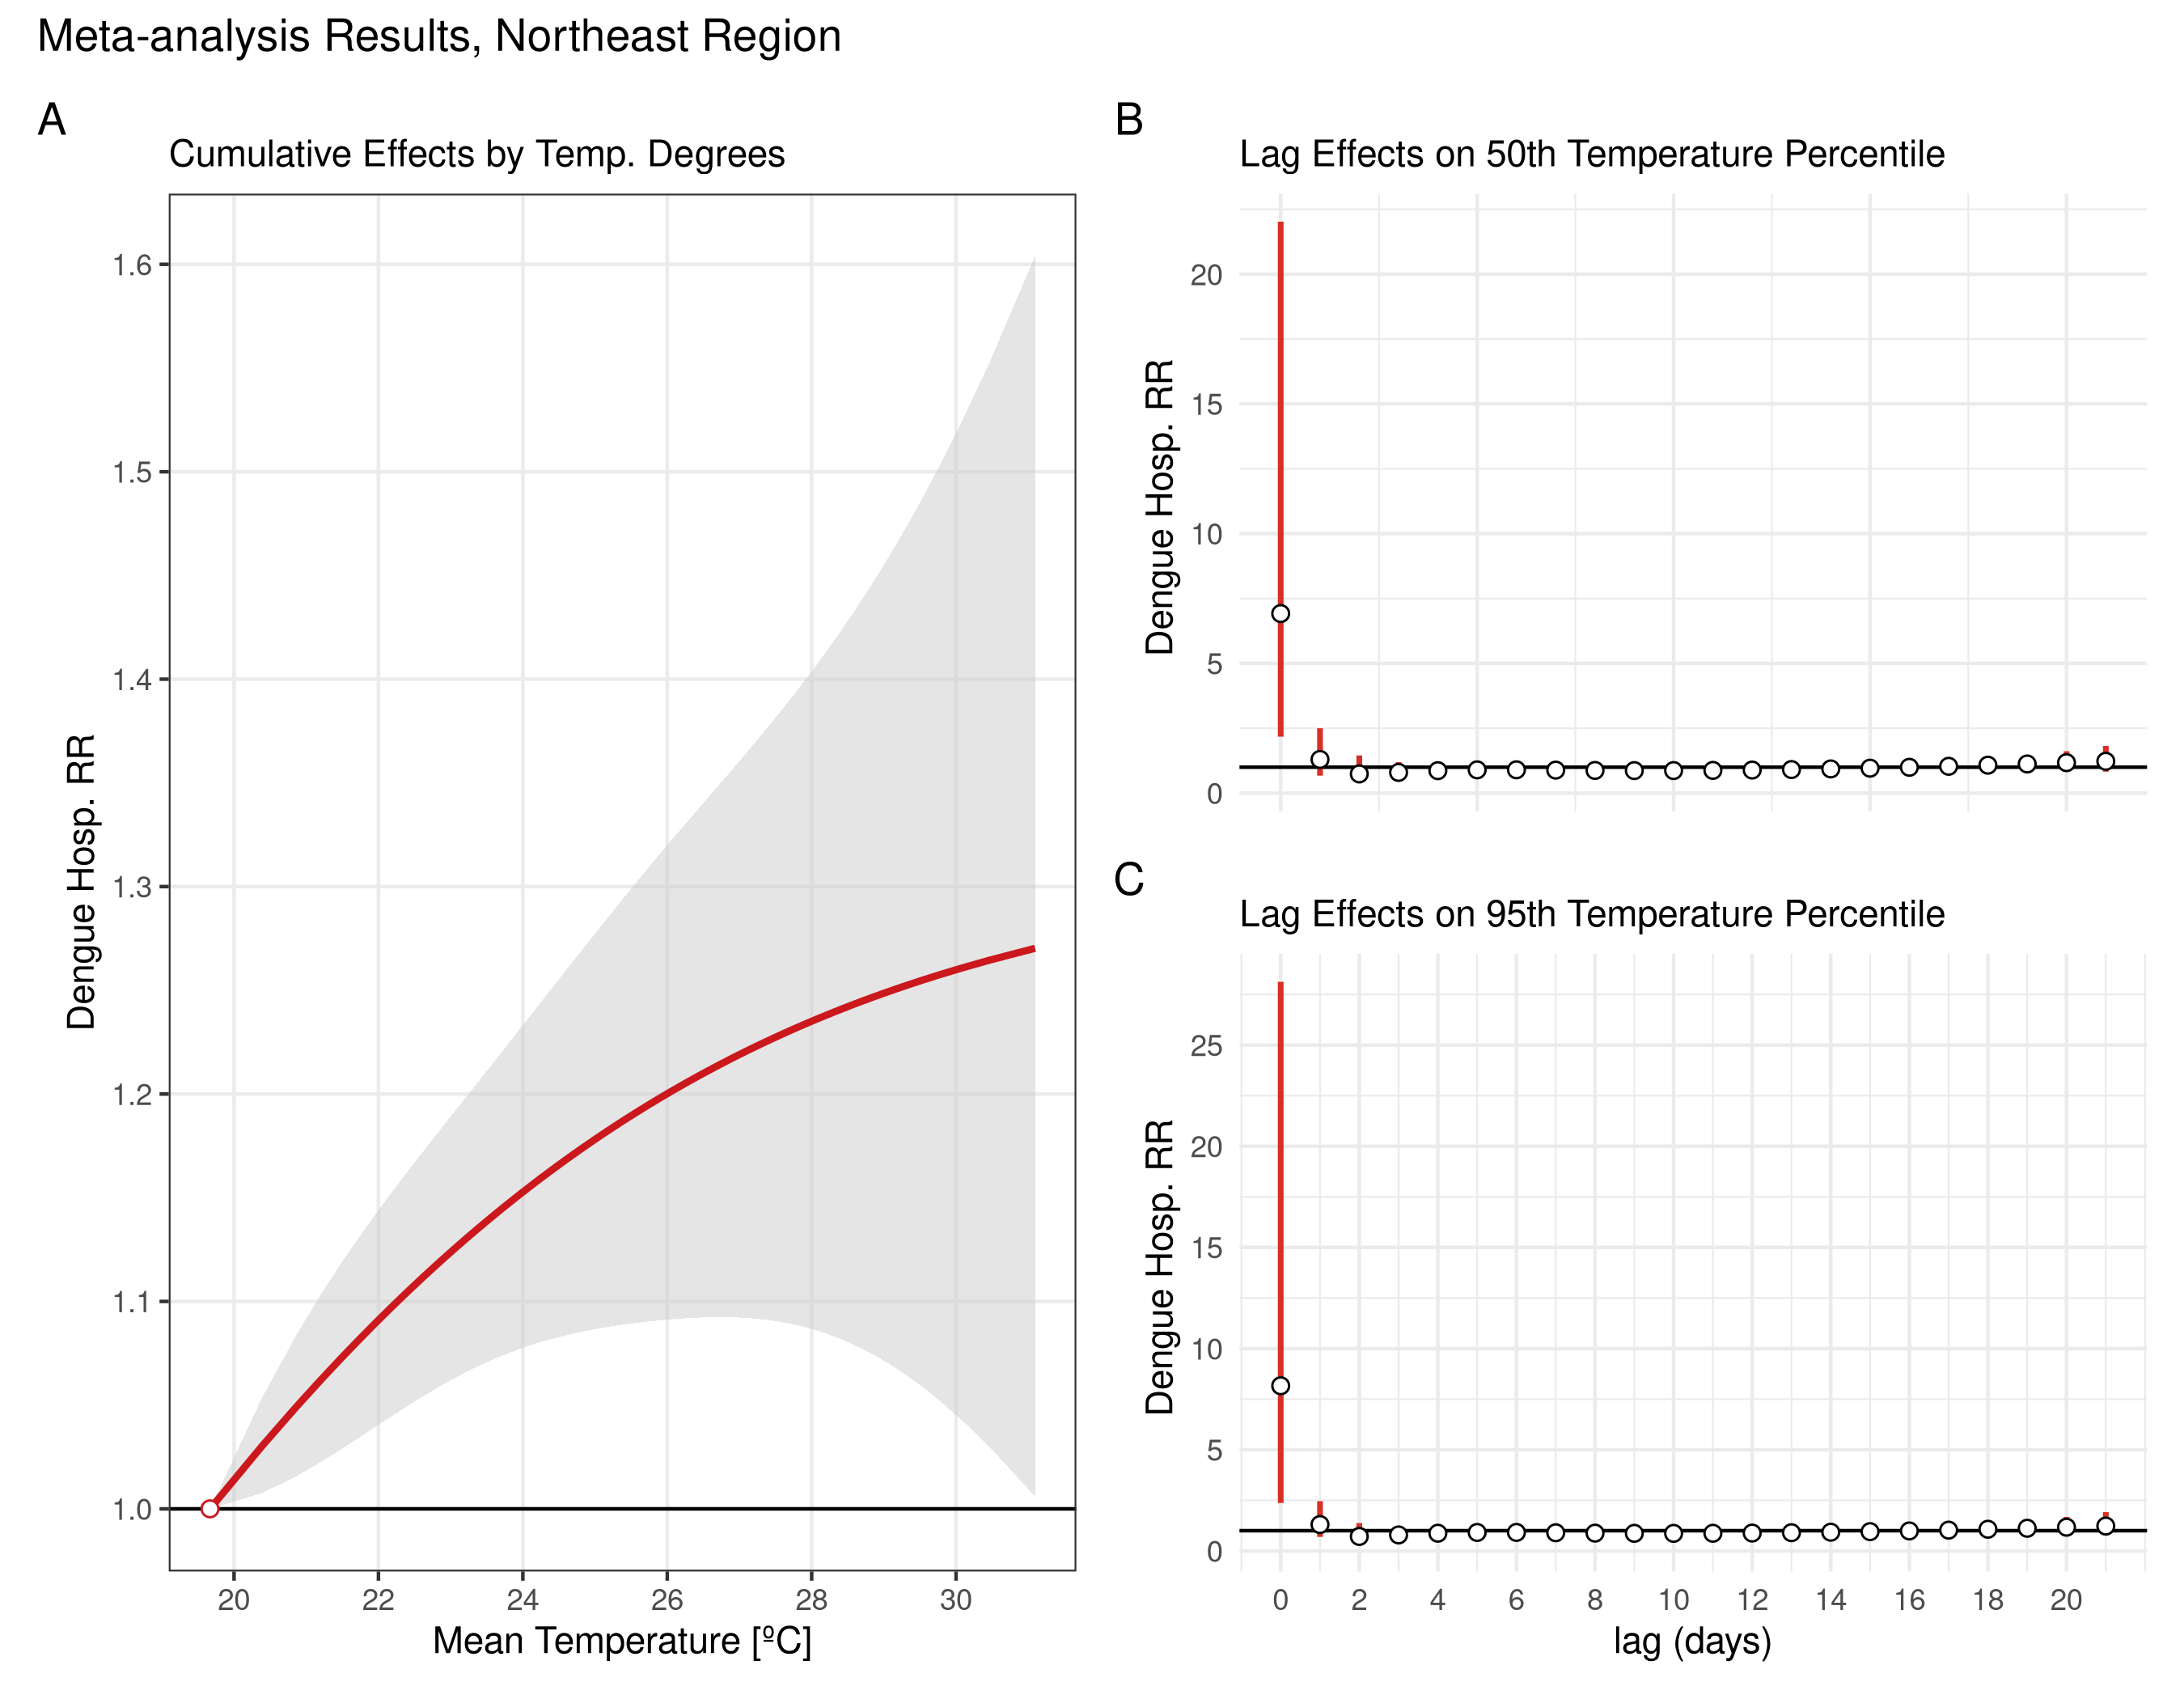 Meta-analysis Results, Northeast Region
A
Cumulative Effects by Temp. Degrees
Dengue Hosp. RR
1.6
1.5
1.4
1.3
1.2
1.1
1.0
20 22 24 26 28 30
Mean Temperature [ºC]
B
Lag Effects on 50th Temperature Percentile
Dengue Hosp. RR
20
15
10
5
0
C
Lag Effects on 95th Temperature Percentile
Dengue Hosp. RR
25
20
15
10
5
0
0 2 4 6 8 10 12 14 16 18 20
lag (days)